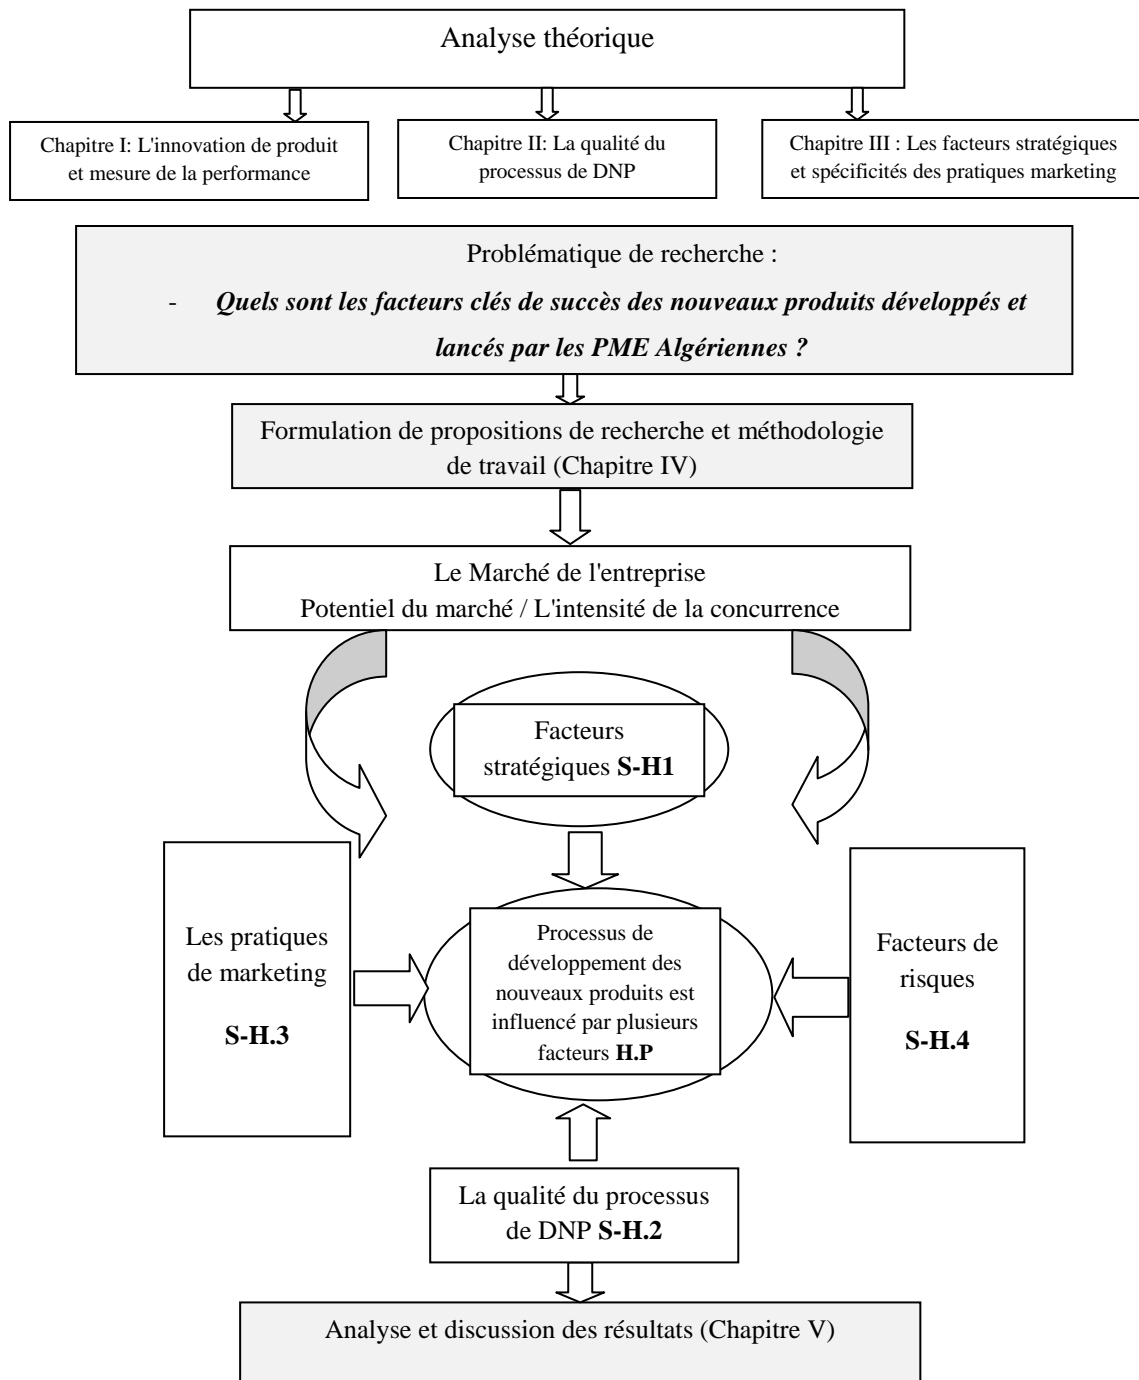 Analyse théorique
Chapitre I: L'innovation de produit
et mesure de la performance
Chapitre II: La qualité du
processus de DNP
Chapitre III : Les facteurs stratégiques
et spécificités des pratiques marketing
Problématique de recherche :
- Quels sont les facteurs clés de succès des nouveaux produits développés et
lancés par les PME Algériennes ?
Formulation de propositions de recherche et méthodologie
de travail (Chapitre IV)
Le Marché de l'entreprise
Potentiel du marché / L'intensité de la concurrence
Facteurs
stratégiques S-H1
Les pratiques
de marketing
S-H.3
Processus de
développement des
nouveaux produits est
influencé par plusieurs
facteurs H.P
Facteurs de
risques
S-H.4
La qualité du processus
de DNP S-H.2
Analyse et discussion des résultats (Chapitre V)